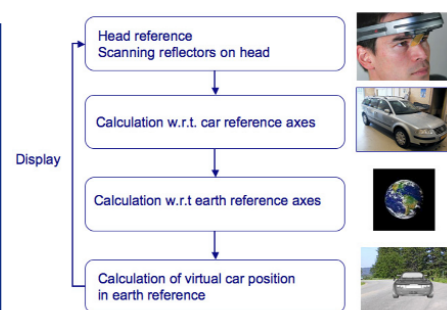 Head reference
Scanning reflectors on head
Calculation w.r.t. car reference axes
Display
Calculation w.r.t earth reference axes
Calculation of virtual car position
in earth reference